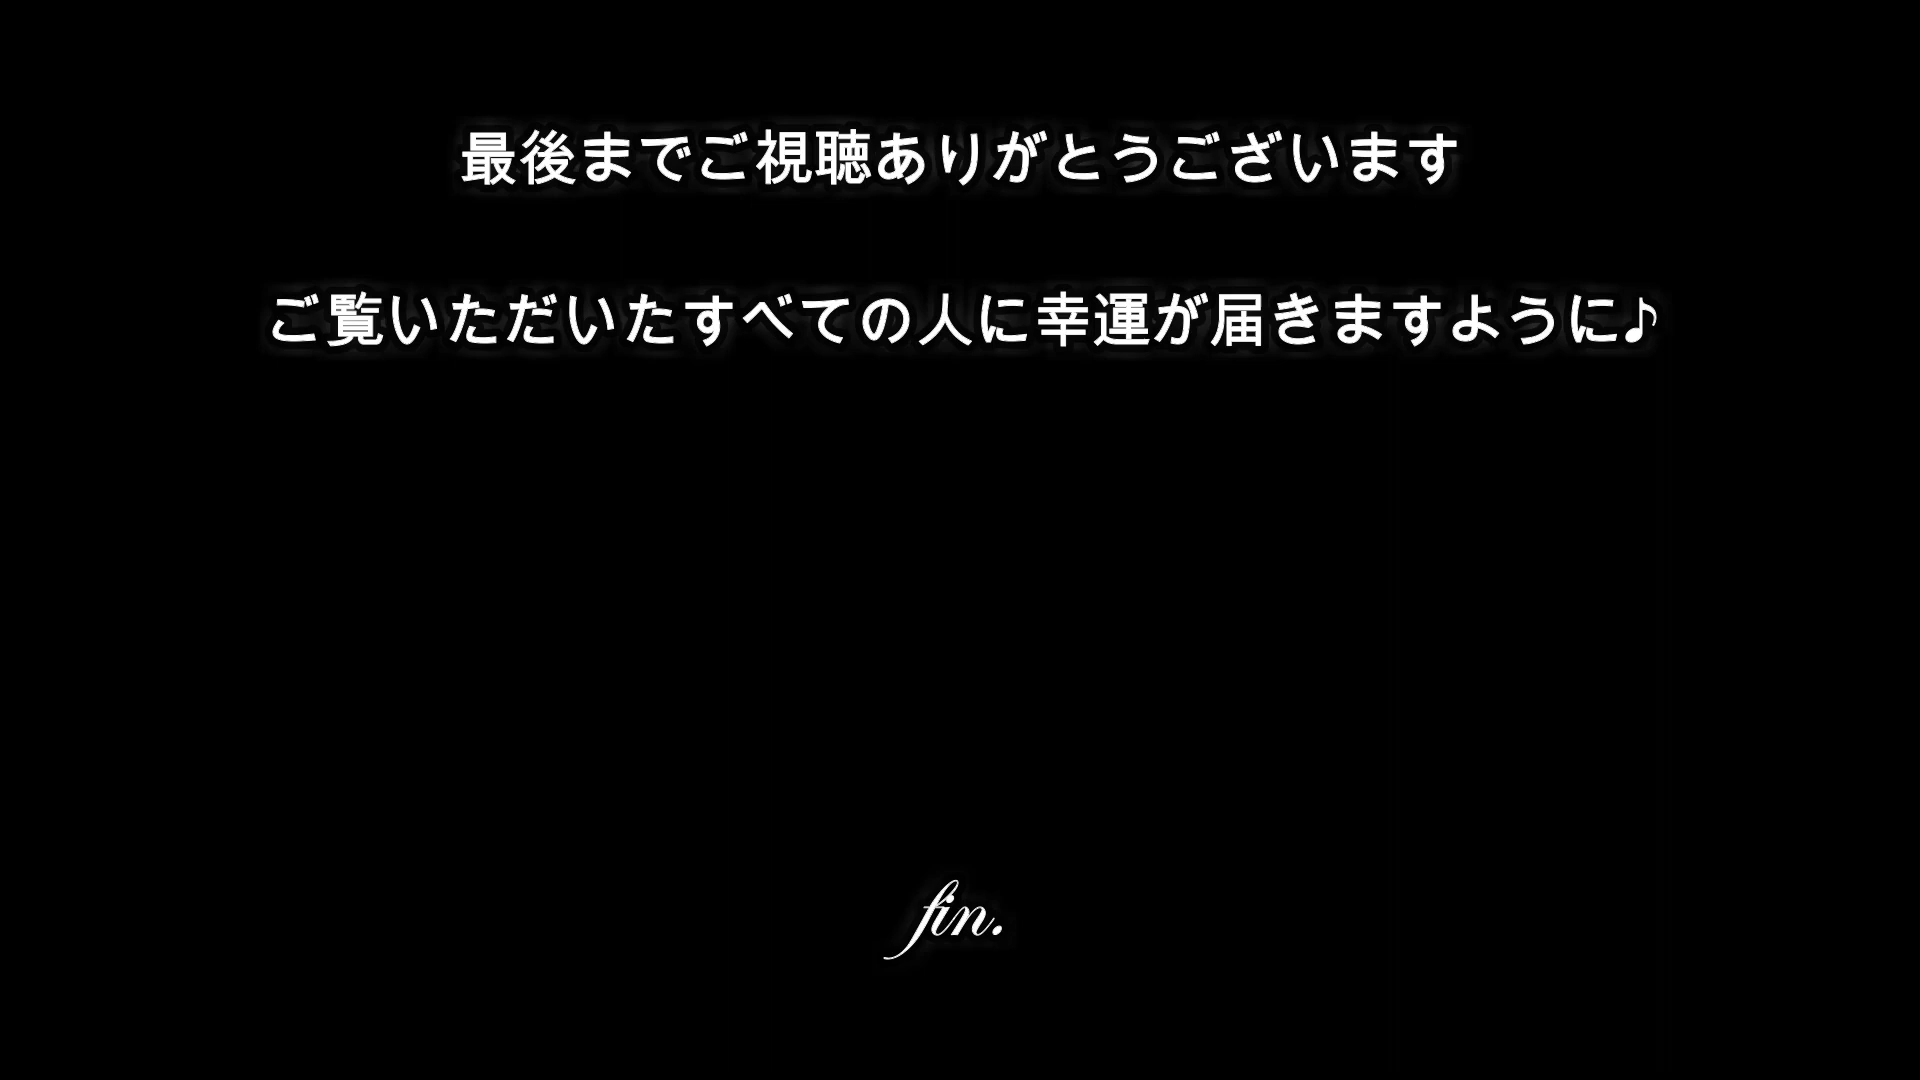 最後までご視聴ありがとうございます
ご覧いただいたすべての人に幸運が届きますように♪
fin.